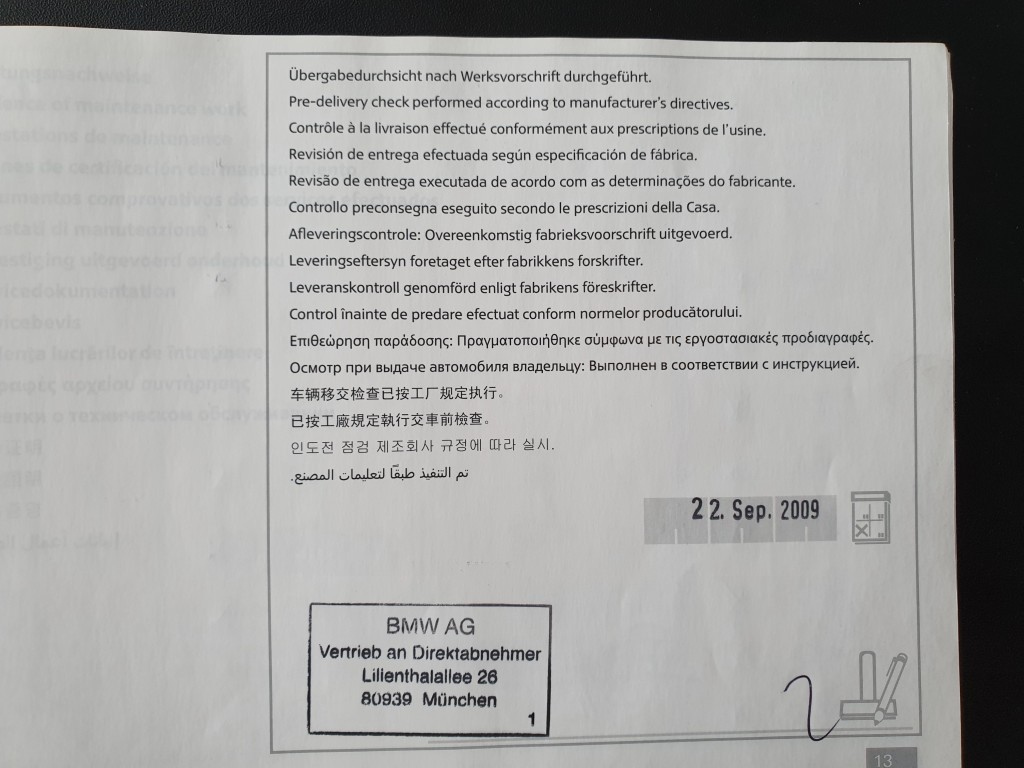 Übergabedurchsicht nach Werksvorschrift durchgeführt.
Pre-delivery check performed according to manufacturer's directives.
Contrôle à la livraison effectué conformément aux prescriptions de l'usine.
Revisión de entrega efectuada según especificación de fábrica.
Revisão de entrega executada de acordo com as determinações do fabricante.
Controllo preconsegna eseguito secondo le prescrizioni della Casa.
Afleveringscontrole: Overeenkomstig fabrieksvoorschrift uitgevoerd.
Leveringseftersyn foretaget efter fabrikkens forskrifter.
Leveranskontroll genomförd enligt fabrikens föreskrifter.
Control înainte de predare efectuat conform normelor producătorului.
Επιθεώρηση παράδοσης: Πραγματοποιήθηκε σύμφωνα με τις εργοστασιακές προδιαγραφές.
Осмотр при выдаче автомобиля владельцу: Выполнен в соответствии с инструкцией.
车辆移交检查已按工厂规定执行。
已按工廠規定執行交車前檢查。
인도전 점검 제조회사 규정에 따라 실시.
تم التنفيذ طبقًا لتعليمات المصنع.
22. Sep. 2009
BMW AG
Vertrieb an Direktabnehmer
Lilienthalallee 26
80939 München
1
13